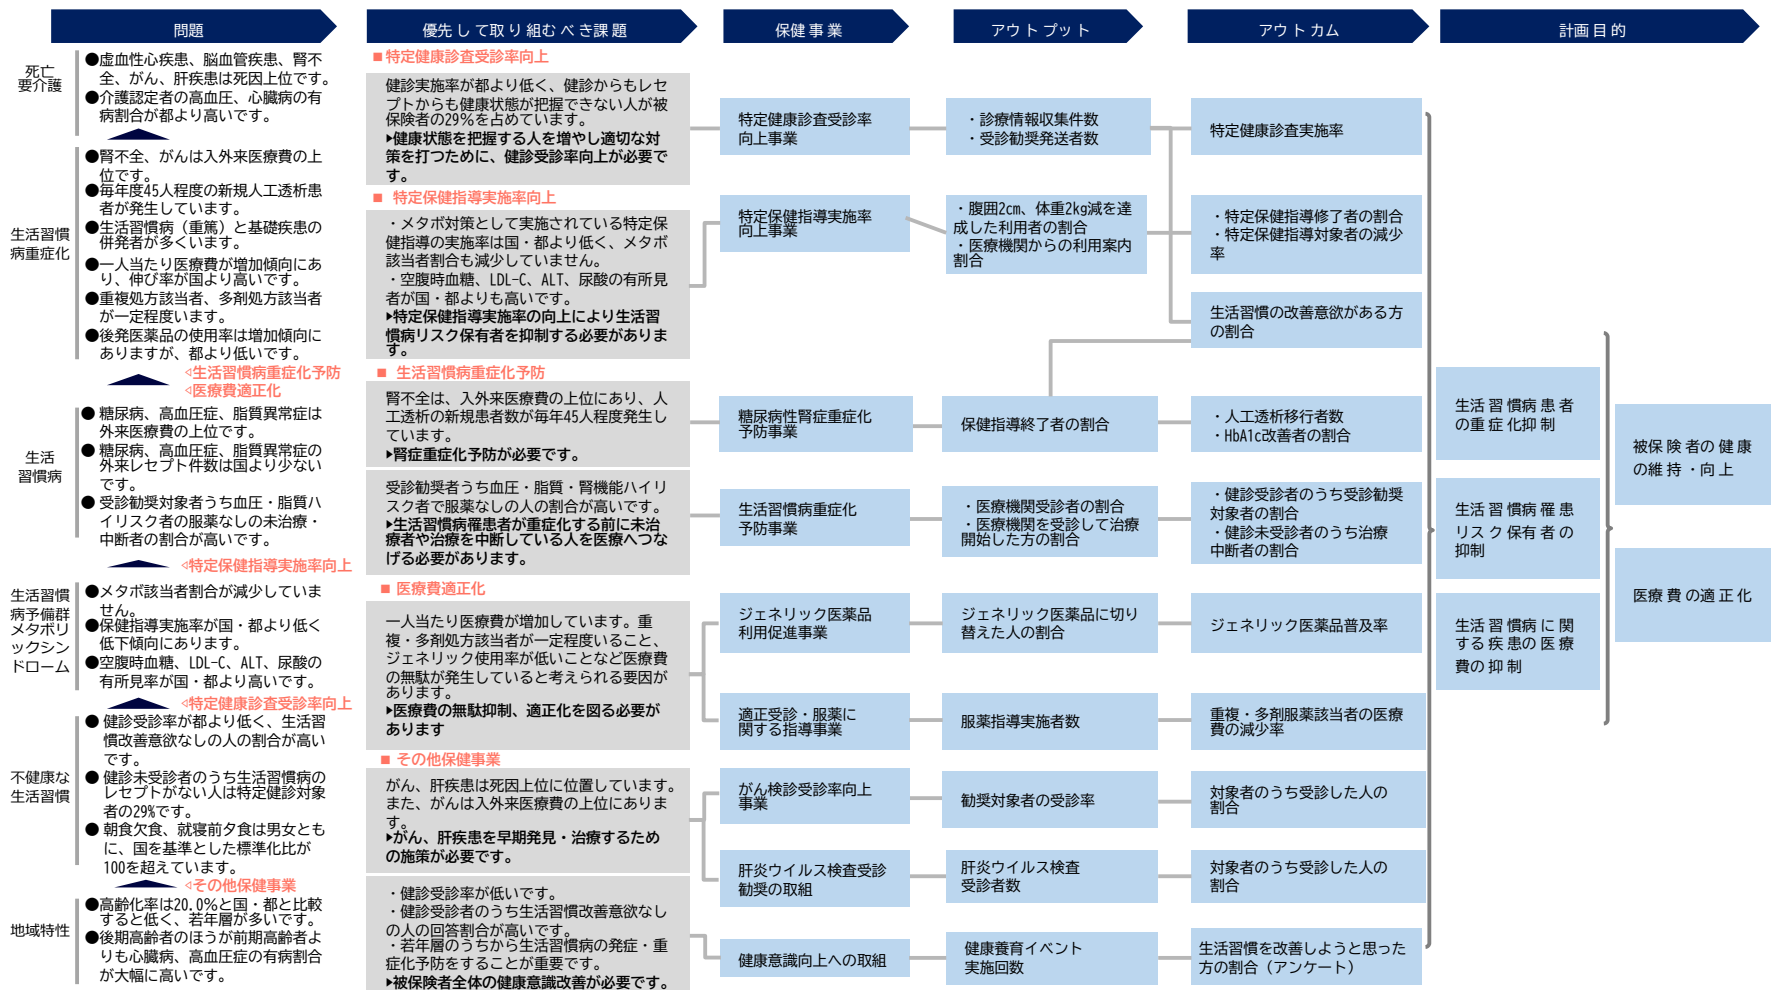 問題
優先して取り組むべき課題
保健事業
アウトプット
アウトカム
計画目的
死亡
要介護
●虚血性心疾患、脳血管疾患、腎不
全、がん、肝疾患は死因上位です。
●介護認定者の高血圧、心臓病の有
病割合が都より高いです。
生活習慣
病重症化
●腎不全、がんは入外来医療費の上
位です。
●毎年度45人程度の新規人工透析患
者が発生しています。
●生活習慣病（重篤）と基礎疾患の
併発者が多くいます。
●一人当たり医療費が増加傾向にあ
り、伸び率が国より高いです。
●重複処方該当者、多剤処方該当者
が一定程度います。
●後発医薬品の使用率は増加傾向に
ありますが、都より低いです。
◁生活習慣病重症化予防
◁医療費適正化
生活
習慣病
● 糖尿病、高血圧症、脂質異常症は
外来医療費の上位です。
● 糖尿病、高血圧症、脂質異常症の
外来レセプト件数は国より少ない
です。
● 受診勧奨対象者うち血圧・脂質ハ
イリスク者の服薬なしの未治療・
中断者の割合が高いです。
◁特定保健指導実施率向上
生活習慣
病予備群
メタボリ
ックシン
ドローム
●メタボ該当者割合が減少していま
せん。
●保健指導実施率が国・都より低く
低下傾向にあります。
●空腹時血糖、LDL-C、ALT、尿酸の
有所見率が国・都より高いです。
◁特定健康診査受診率向上
不健康な
生活習慣
● 健診受診率が都より低く、生活習
慣改善意欲なしの人の割合が高い
です。
● 健診未受診者のうち生活習慣病の
レセプトがない人は特定健診対象
者の29%です。
● 朝食欠食、就寝前夕食は男女とも
に、国を基準とした標準化比が
100を超えています。
◁その他保健事業
地域特性
●高齢化率は20.0%と国・都と比較
すると低く、若年層が多いです。
●後期高齢者のほうが前期高齢者よ
りも心臓病、高血圧症の有病割合
が大幅に高いです。
■特定健康診査受診率向上
健診実施率が都より低く、健診からもレセ
プトからも健康状態が把握できない人が被
保険者の29%を占めています。
▶健康状態を把握する人を増やし適切な対
策を打つために、健診受診率向上が必要で
す。
■ 特定保健指導実施率向上
・メタボ対策として実施されている特定保
健指導の実施率は国・都より低く、メタボ
該当者割合も減少していません。
・空腹時血糖、LDL-C、ALT、尿酸の有所見
者が国・都よりも高いです。
▶特定保健指導実施率の向上により生活習
慣病リスク保有者を抑制する必要がありま
す。
■ 生活習慣病重症化予防
腎不全は、入外来医療費の上位にあり、人
工透析の新規患者数が毎年45人程度発生し
ています。
▶腎症重症化予防が必要です。
受診勧奨者うち血圧・脂質・腎機能ハイリ
スク者で服薬なしの人の割合が高いです。
▶生活習慣病罹患者が重症化する前に未治
療者や治療を中断している人を医療へつな
げる必要があります。
■ 医療費適正化
一人当たり医療費が増加しています。重
複・多剤処方該当者が一定程度いること、
ジェネリック使用率が低いことなど医療費
の無駄が発生していると考えられる要因が
あります。
▶医療費の無駄抑制、適正化を図る必要が
あります
■ その他保健事業
がん、肝疾患は死因上位に位置しています。
また、がんは入外来医療費の上位にありま
す。
▶がん、肝疾患を早期発見・治療するため
の施策が必要です。
・健診受診率が低いです。
・健診受診者のうち生活習慣改善意欲なし
の人の回答割合が高いです。
・若年層のうちから生活習慣病の発症・重
症化予防をすることが重要です。
▶被保険者全体の健康意識改善が必要です。
特定健康診査受診率
向上事業
・診療情報収集件数
・受診勧奨発送者数
特定健康診査実施率
特定保健指導実施率
向上事業
・腹囲2cm、体重2kg減を達
成した利用者の割合
・医療機関からの利用案内
割合
・特定保健指導修了者の割合
・特定保健指導対象者の減少
率
生活習慣の改善意欲がある方
の割合
糖尿病性腎症重症化
予防事業
保健指導終了者の割合
・人工透析移行者数
・HbA1c改善者の割合
生活習慣病重症化
予防事業
・医療機関受診者の割合
・医療機関を受診して治療
開始した方の割合
・健診受診者のうち受診勧奨
対象者の割合
・健診未受診者のうち治療
中断者の割合
ジェネリック医薬品
利用促進事業
ジェネリック医薬品に切り
替えた人の割合
ジェネリック医薬品普及率
適正受診・服薬に
関する指導事業
服薬指導実施者数
重複・多剤服薬該当者の医療
費の減少率
がん検診受診率向上
事業
勧奨対象者の受診率
対象者のうち受診した人の
割合
肝炎ウイルス検査受診
勧奨の取組
肝炎ウイルス検査
受診者数
対象者のうち受診した人の
割合
健康意識向上への取組
健康養育イベント
実施回数
生活習慣を改善しようと思った
方の割合（アンケート）
生活習慣病患者
の重症化抑制
生活習慣病罹患
リスク保有者の
抑制
生活習慣病に関
する疾患の医療
費の抑制
被保険者の健康
の維持・向上
医療費の適正化